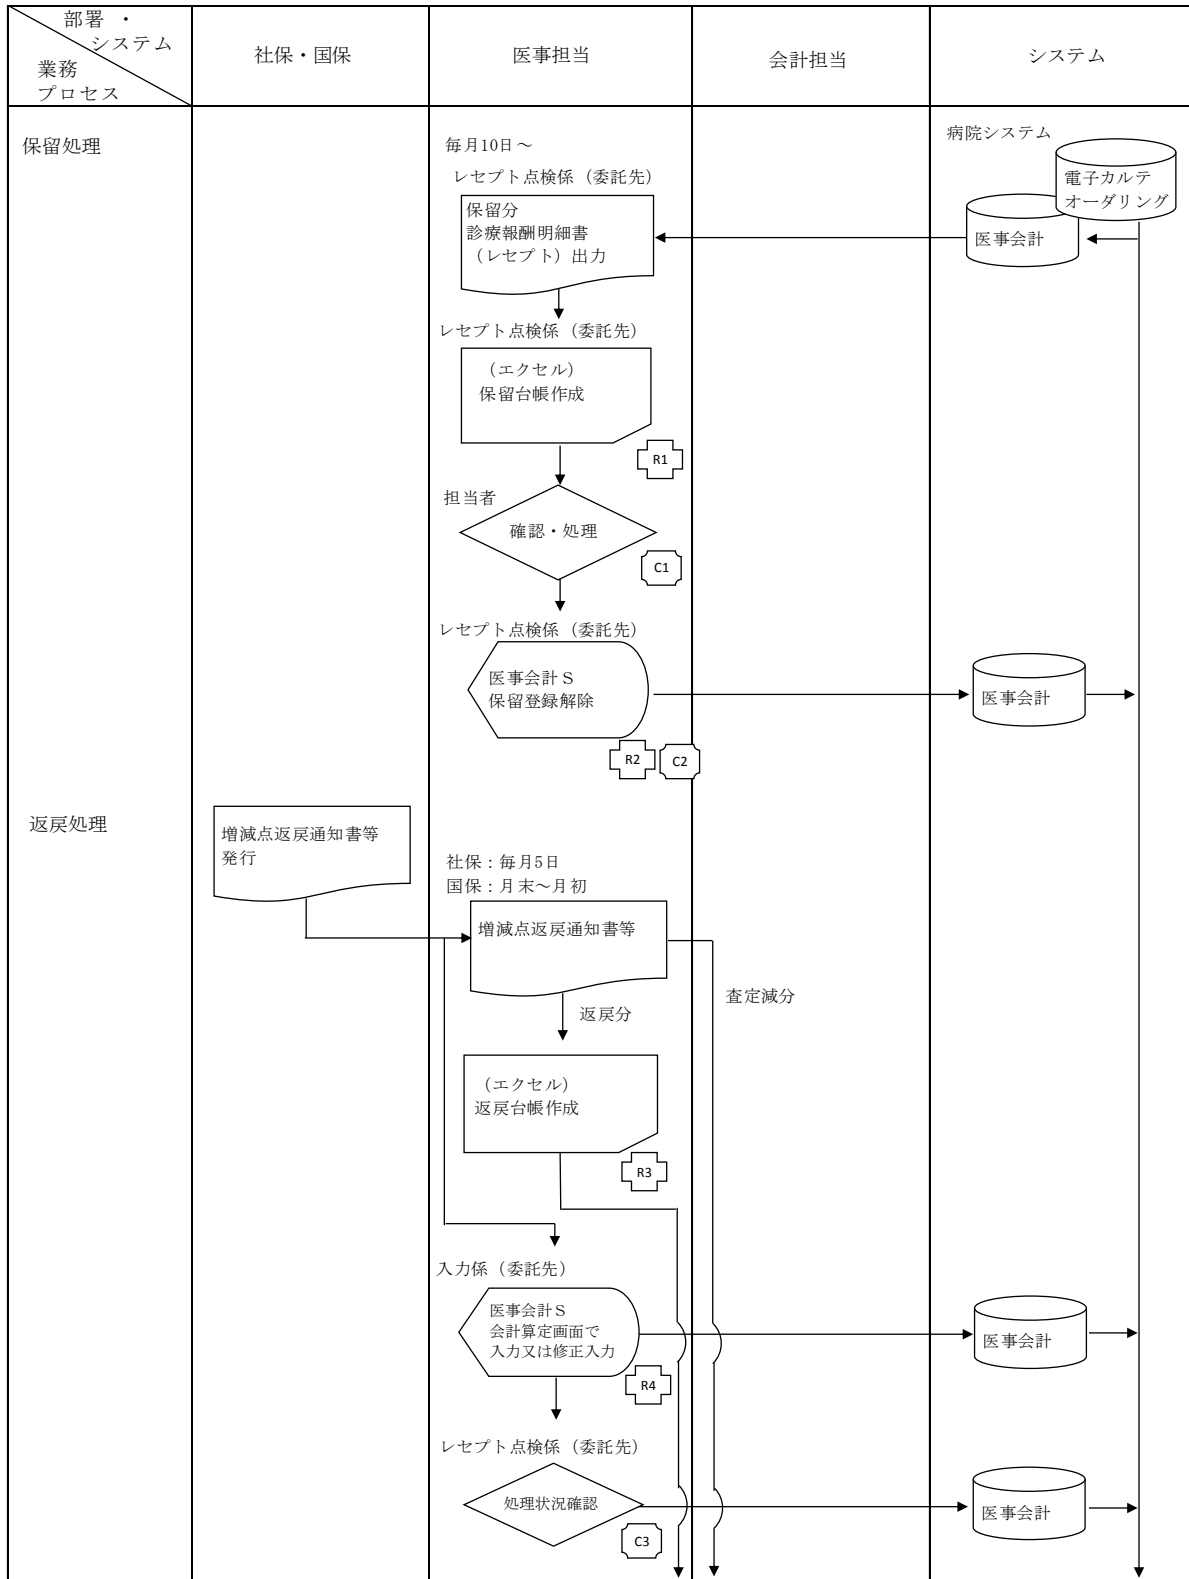 部署 ・
システム
業務
プロセス
社保・国保
医事担当
会計担当
システム
保留処理
毎月10日～
レセプト点検係（委託先）
保留分
診療報酬明細書
（レセプト）出力
病院システム
電子カルテ
オーダリング
医事会計
レセプト点検係（委託先）
（エクセル）
保留台帳作成
R1
担当者
確認・処理
C1
レセプト点検係（委託先）
医事会計Ｓ
保留登録解除
医事会計
R2
C2
返戻処理
増減点返戻通知書等
発行
社保：毎月5日
国保：月末～月初
増減点返戻通知書等
査定減分
返戻分
（エクセル）
返戻台帳作成
R3
入力係（委託先）
医事会計Ｓ
会計算定画面で
入力又は修正入力
医事会計
R4
レセプト点検係（委託先）
処理状況確認
医事会計
C3